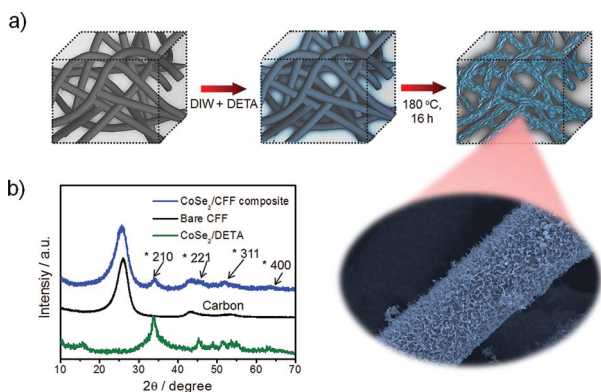 a)
DIW + DETA
180 °C,
16 h
b)
CoSe2/CFF composite
Bare CFF
CoSe2/DETA
* 210
* 221
* 311
* 400
Carbon
Intensiy / a.u.
10 20 30 40 50 60 70
2θ / degree